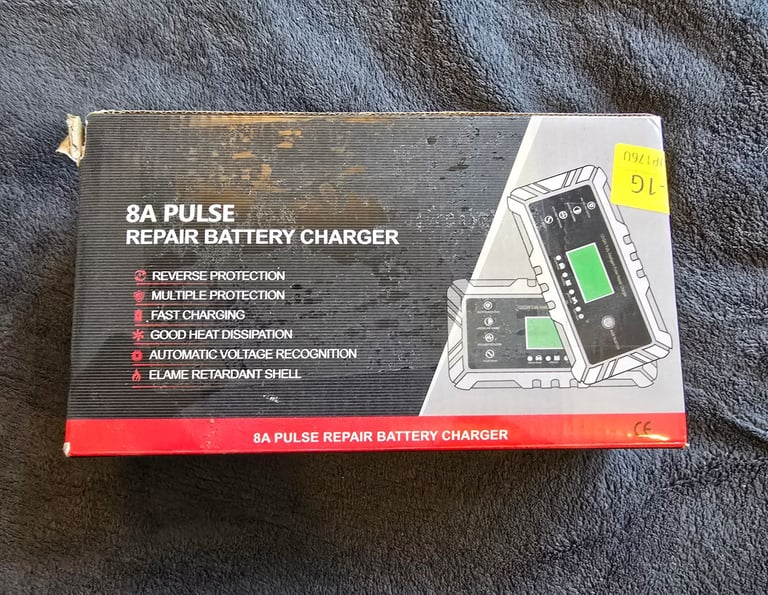 8A PULSE
REPAIR BATTERY CHARGER
REVERSE PROTECTION
MULTIPLE PROTECTION
FAST CHARGING
GOOD HEAT DISSIPATION
AUTOMATIC VOLTAGE RECOGNITION
ELAME RETARDANT SHELL
-1G
JP176U
8A PULSE REPAIR BATTERY CHARGER
CE